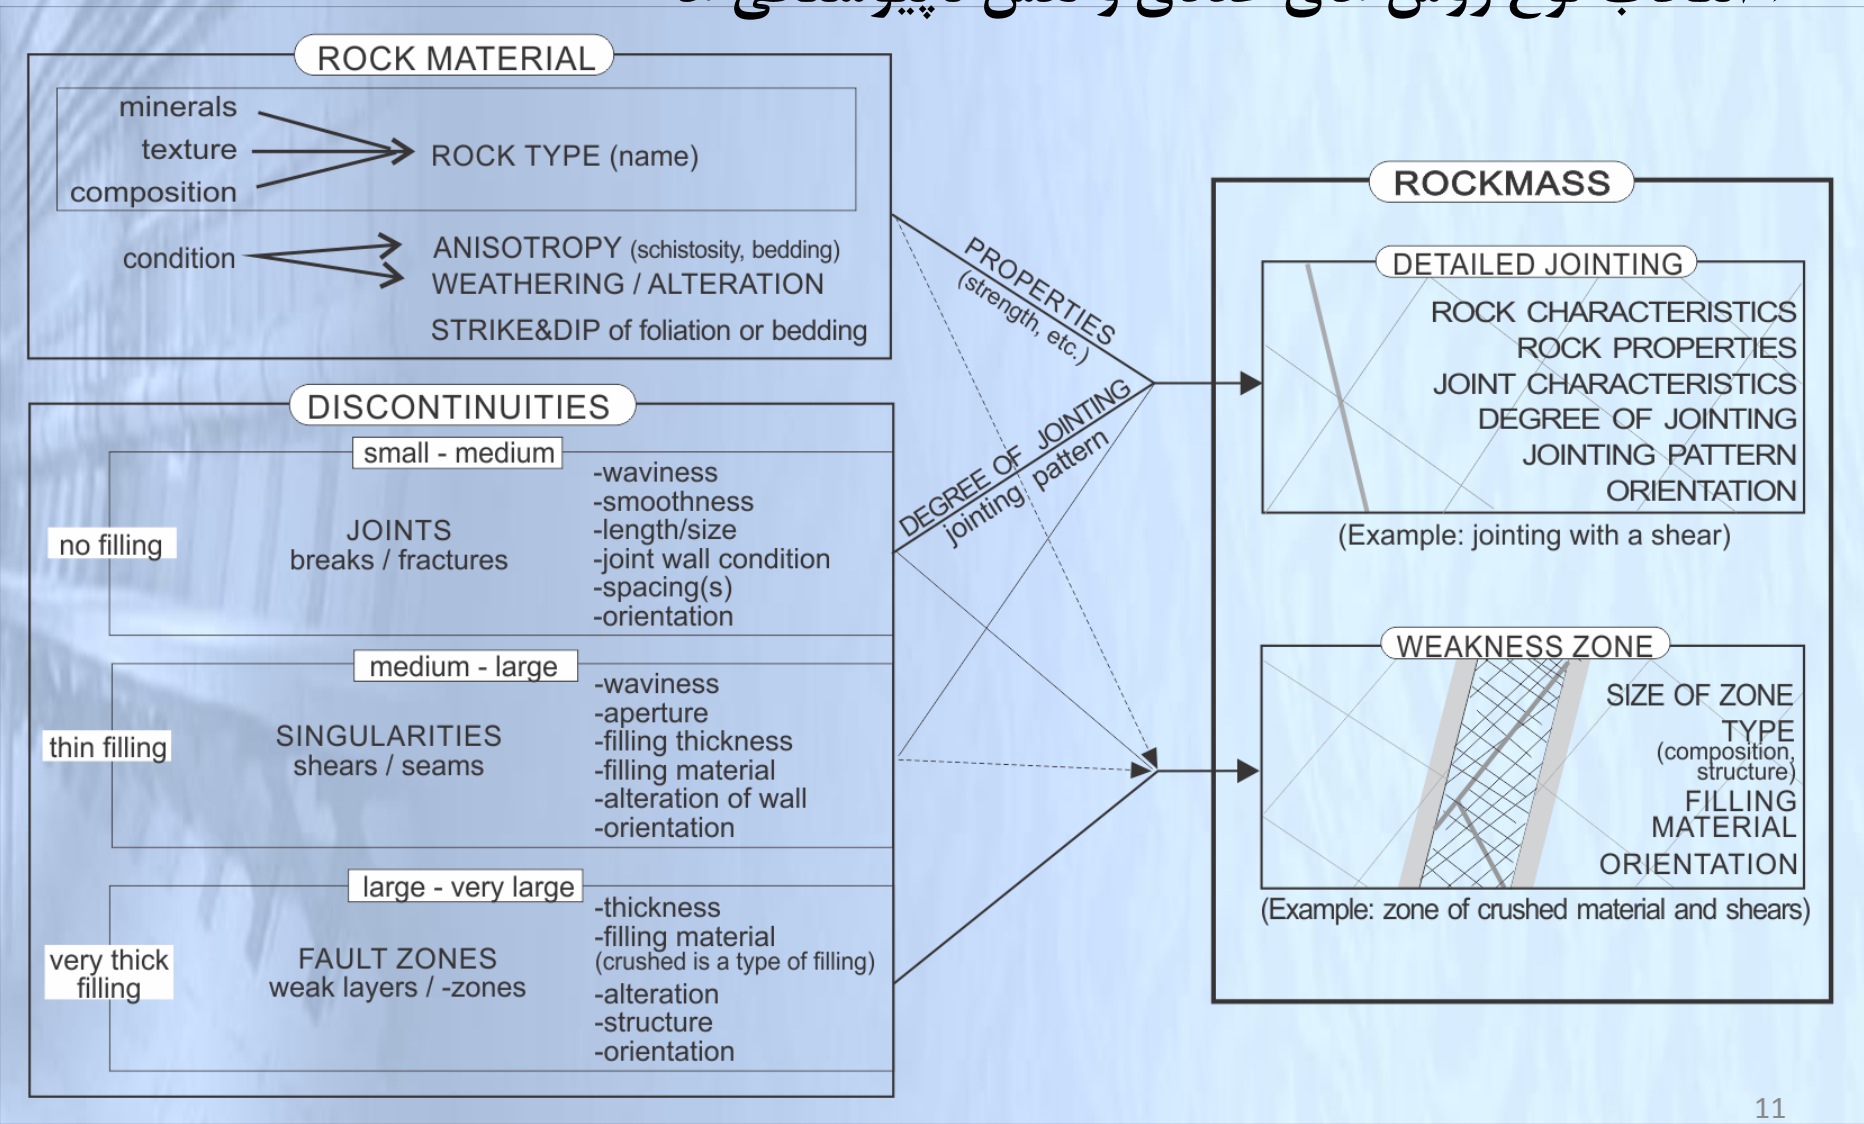 ROCK MATERIAL
minerals
texture
composition
ROCK TYPE (name)
condition
ANISOTROPY (schistosity, bedding)
WEATHERING / ALTERATION
STRIKE&DIP of foliation or bedding
DISCONTINUITIES
small - medium
no filling
JOINTS
breaks / fractures
-waviness
-smoothness
-length/size
-joint wall condition
-spacing(s)
-orientation
medium - large
thin filling
SINGULARITIES
shears / seams
-waviness
-aperture
-filling thickness
-filling material
-alteration of wall
-orientation
large - very large
very thick
filling
FAULT ZONES
weak layers / -zones
-thickness
-filling material
(crushed is a type of filling)
-alteration
-structure
-orientation
PROPERTIES
(strength, etc.)
DEGREE OF JOINTING
jointing pattern
ROCKMASS
DETAILED JOINTING
ROCK CHARACTERISTICS
ROCK PROPERTIES
JOINT CHARACTERISTICS
DEGREE OF JOINTING
JOINTING PATTERN
ORIENTATION
(Example: jointing with a shear)
WEAKNESS ZONE
SIZE OF ZONE
TYPE
(composition,
structure)
FILLING
MATERIAL
ORIENTATION
(Example: zone of crushed material and shears)
11